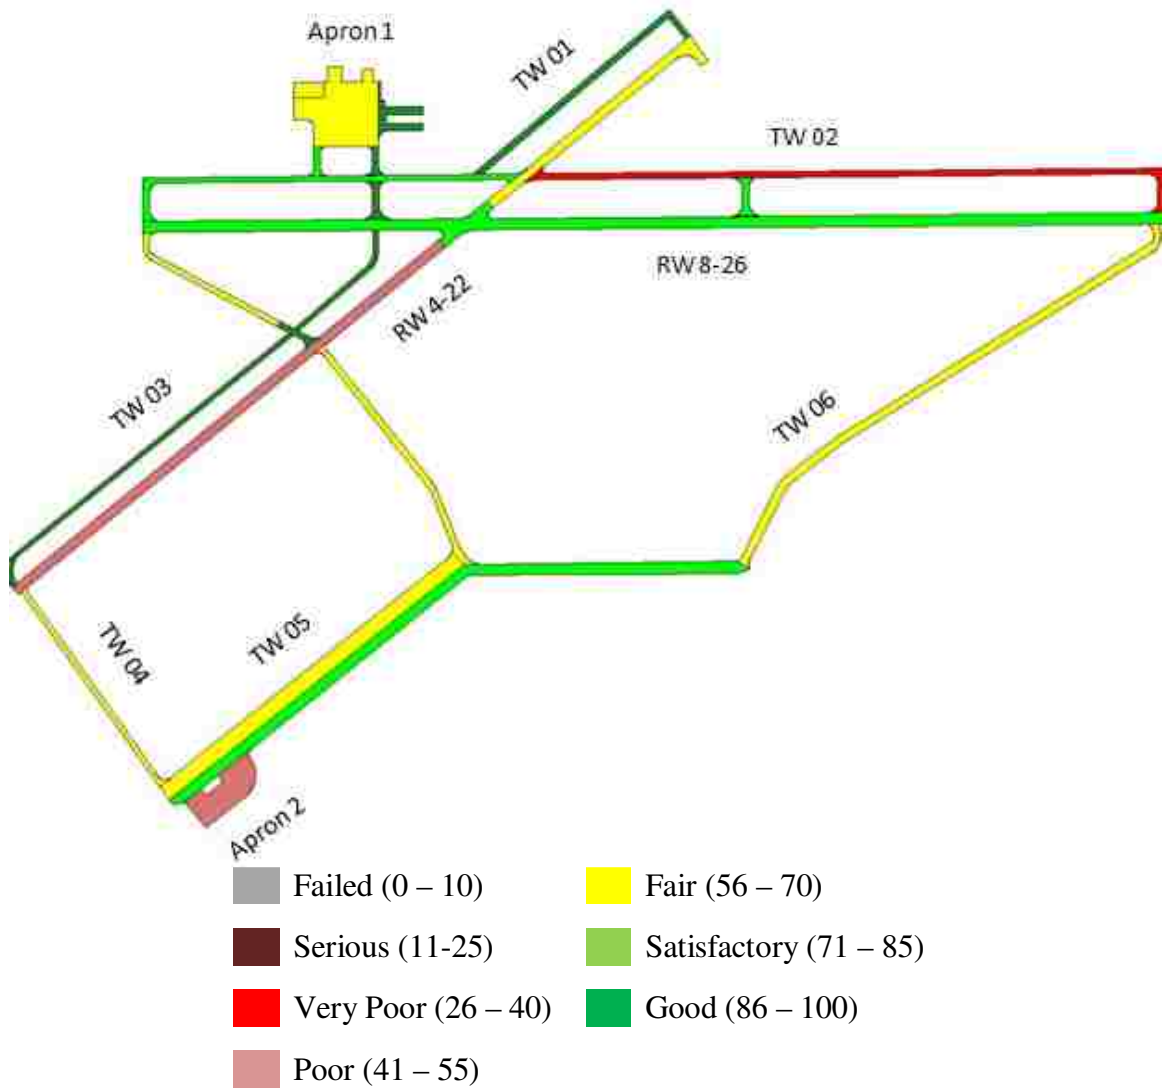 Apron 1
TW 01
TW 02
RW 8-26
RW 4-22
TW 03
TW 06
TW 05
TW 04
Apron 2
Failed (0 – 10)
Fair (56 – 70)
Serious (11-25)
Satisfactory (71 – 85)
Very Poor (26 – 40)
Good (86 – 100)
Poor (41 – 55)